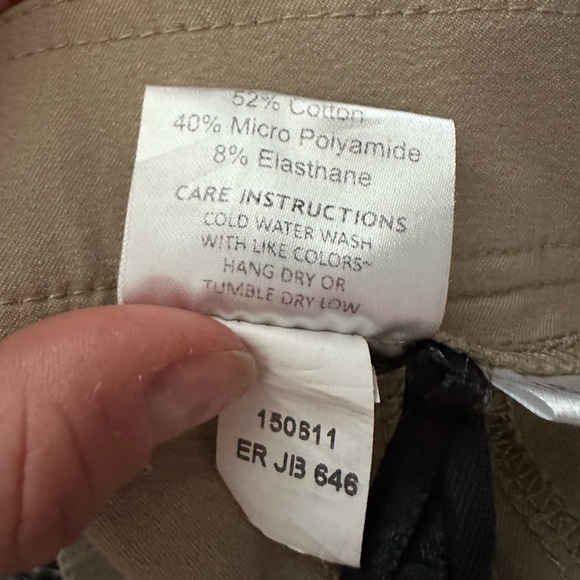 52% Cotton
40% Micro Polyamide
8% Elasthane
CARE INSTRUCTIONS
COLD WATER WASH
WITH LIKE COLORS~
HANG DRY OR
TUMBLE DRY LOW
150611
ER JB 646